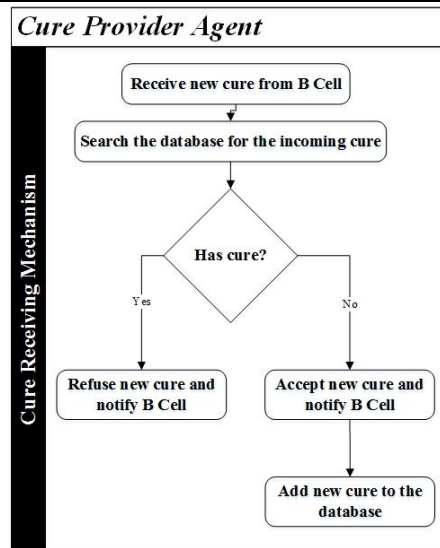 Cure Provider Agent
Cure Receiving Mechanism
Receive new cure from B Cell
Search the database for the incoming cure
Has cure?
Yes
No
Refuse new cure and
notify B Cell
Accept new cure and
notify B Cell
Add new cure to the
database